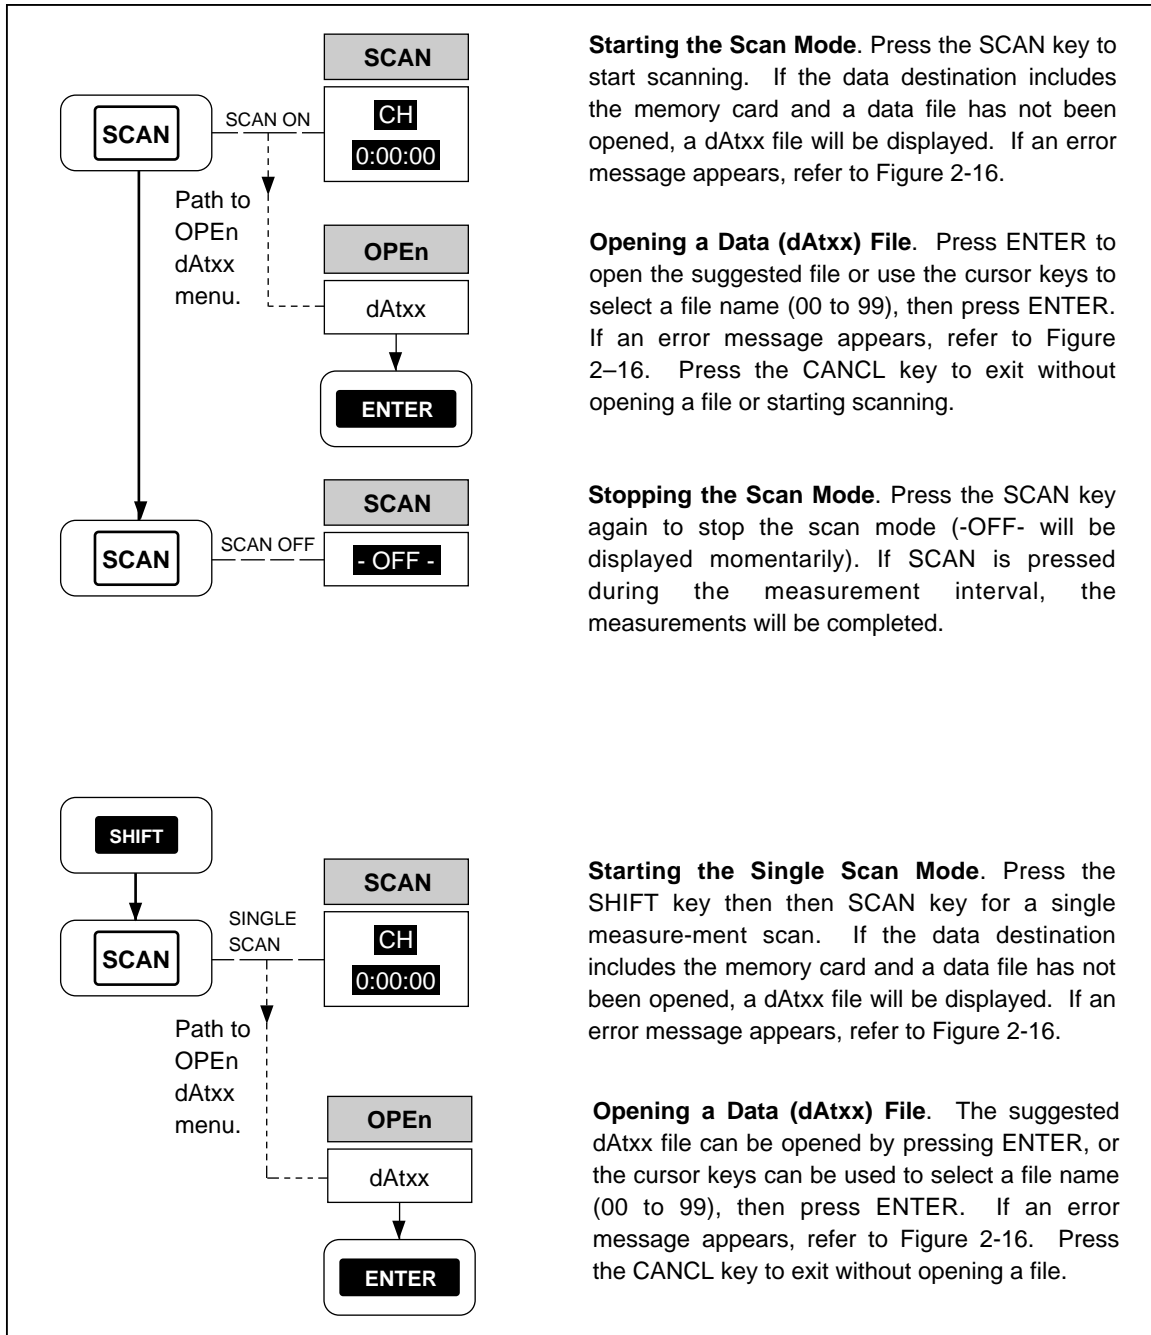 SCAN
SCAN ON
SCAN
CH
0:00:00
Path to
OPEn
dAtxx
menu.
OPEn
dAtxx
ENTER
SCAN
SCAN OFF
SCAN
- OFF -
Starting the Scan Mode. Press the SCAN key to
start scanning. If the data destination includes
the memory card and a data file has not been
opened, a dAtxx file will be displayed. If an error
message appears, refer to Figure 2-16.
Opening a Data (dAtxx) File. Press ENTER to
open the suggested file or use the cursor keys to
select a file name (00 to 99), then press ENTER.
If an error message appears, refer to Figure
2–16. Press the CANCL key to exit without
opening a file or starting scanning.
Stopping the Scan Mode. Press the SCAN key
again to stop the scan mode (-OFF- will be
displayed momentarily). If SCAN is pressed
during the measurement interval, the
measurements will be completed.
SHIFT
SCAN
SINGLE
SCAN
SCAN
CH
0:00:00
Path to
OPEn
dAtxx
menu.
OPEn
dAtxx
ENTER
Starting the Single Scan Mode. Press the
SHIFT key then then SCAN key for a single
measure-ment scan. If the data destination
includes the memory card and a data file has not
been opened, a dAtxx file will be displayed. If an
error message appears, refer to Figure 2-16.
Opening a Data (dAtxx) File. The suggested
dAtxx file can be opened by pressing ENTER, or
the cursor keys can be used to select a file name
(00 to 99), then press ENTER. If an error
message appears, refer to Figure 2-16. Press
the CANCL key to exit without opening a file.